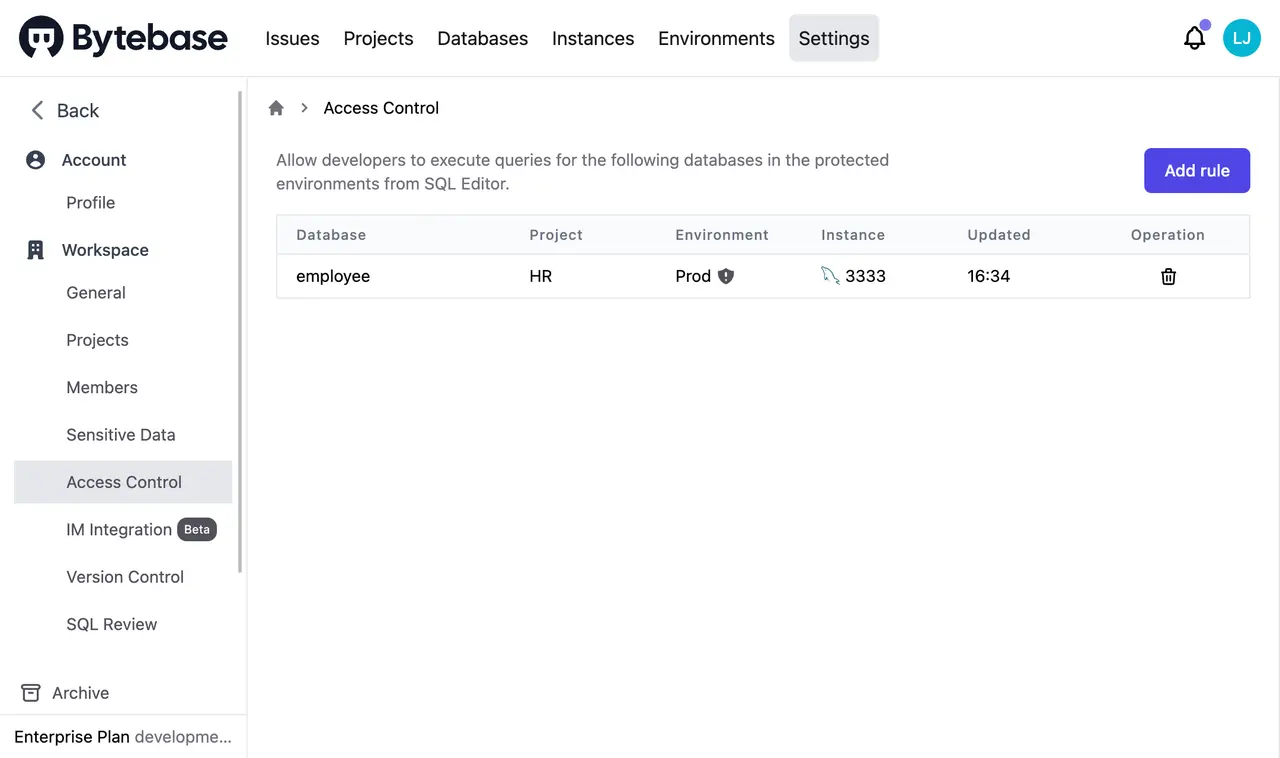 Bytebase
Issues Projects Databases Instances Environments Settings
LJ
Back
Account
Profile
Workspace
General
Projects
Members
Sensitive Data
Access Control
IM Integration Beta
Version Control
SQL Review
Archive
Enterprise Plan developme...
Access Control
Allow developers to execute queries for the following databases in the protected
environments from SQL Editor.
Add rule
Database Project Environment Instance Updated Operation
employee HR Prod 3333 16:34